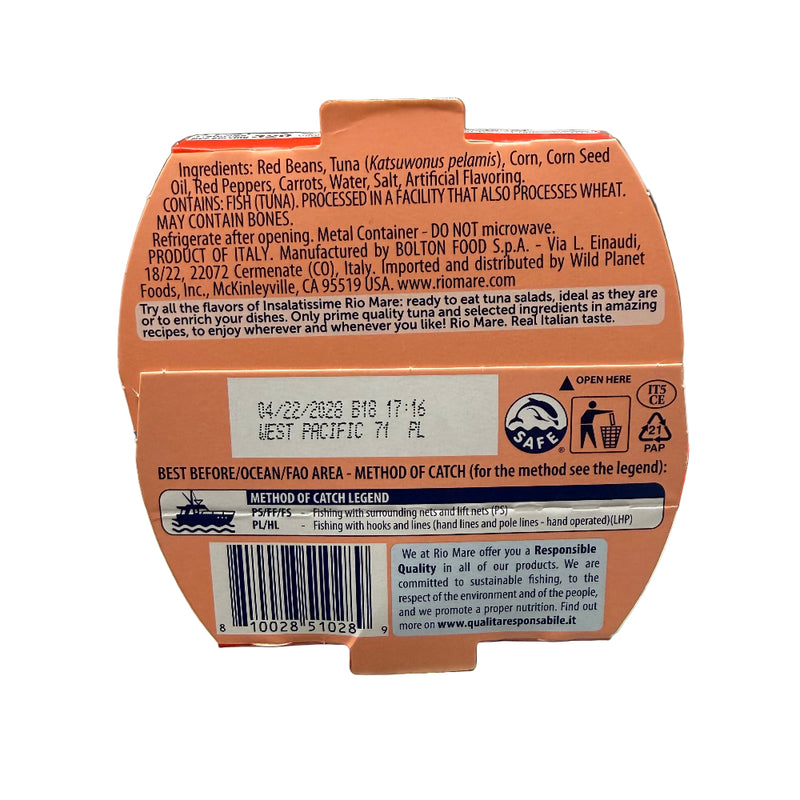 Ingredients: Red Beans, Tuna (Katsuwonus pelamis), Corn, Corn Seed
Oil, Red Peppers, Carrots, Water, Salt, Artificial Flavoring.
CONTAINS: FISH (TUNA). PROCESSED IN A FACILITY THAT ALSO PROCESSES WHEAT.
MAY CONTAIN BONES.
Refrigerate after opening. Metal Container - DO NOT microwave.
PRODUCT OF ITALY. Manufactured by BOLTON FOOD S.p.A. - Via L. Einaudi,
18/22, 22072 Cermenate (CO), Italy. Imported and distributed by Wild Planet
Foods, Inc., McKinleyville, CA 95519 USA. www.riomare.com
Try all the flavors of Insalatissime Rio Mare: ready to eat tuna salads, ideal as they are
or to enrich your dishes. Only prime quality tuna and selected ingredients in amazing
recipes, to enjoy wherever and whenever you like! Rio Mare. Real Italian taste.
OPEN HERE
04/22/2028 B18 17:16
WEST PACIFIC 71 PL
SAFE®
IT5
CE
21
PAP
BEST BEFORE/OCEAN/FAO AREA - METHOD OF CATCH (for the method see the legend):
METHOD OF CATCH LEGEND
PS/FF/FS - Fishing with surrounding nets and lift nets (PS)
PL/HL - Fishing with hooks and lines (hand lines and pole lines - hand operated)(LHP)
8 10028 51028 9
We at Rio Mare offer you a Responsible
Quality in all of our products. We are
committed to sustainable fishing, to the
respect of the environment and of the people,
and we promote a proper nutrition. Find out
more on www.qualitaresponsabile.it